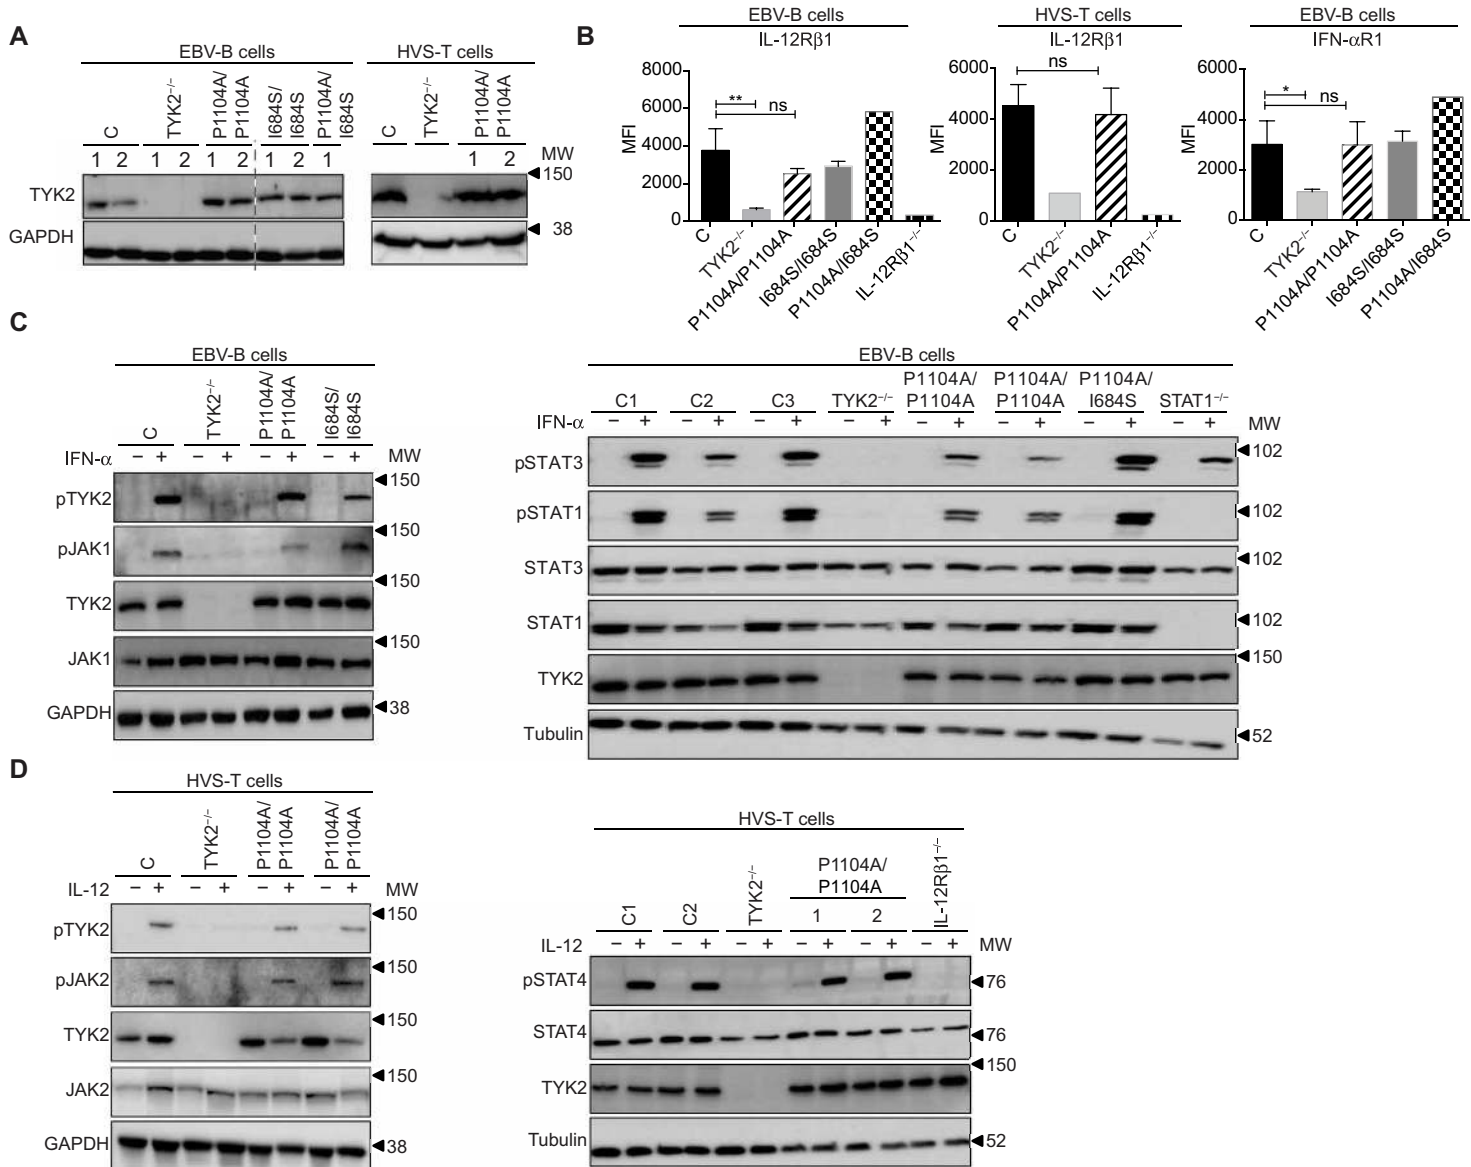 A
EBV-B cells
HVS-T cells
C
TYK2−/−
P1104A/
P1104A
I684S/
I684S
P1104A/
I684S
C
TYK2−/−
P1104A/
P1104A
1 2 1 2 1 2 1 2 1
1 2 MW
TYK2
GAPDH
150
38
B
EBV-B cells
IL-12Rβ1
MFI
8000
6000
4000
2000
0
**
ns
C
TYK2−/−
P1104A/P1104A
I684S/I684S
P1104A/I684S
IL-12Rβ1−/−
HVS-T cells
IL-12Rβ1
MFI
6000
4000
2000
0
ns
C
TYK2−/−
P1104A/P1104A
IL-12Rβ1−/−
EBV-B cells
IFN-αR1
MFI
6000
4000
2000
0
*
ns
C
TYK2−/−
P1104A/P1104A
I684S/I684S
P1104A/I684S
C
EBV-B cells
C
TYK2−/−
P1104A/
P1104A
I684S/
I684S
IFN-α − + − + − + − + MW
pTYK2 150
pJAK1 150
TYK2 150
JAK1 150
GAPDH 38
EBV-B cells
P1104A/ P1104A/ P1104A/
C1 C2 C3 TYK2−/− P1104A P1104A I684S STAT1−/−
IFN-α − + − + − + − + − + − + − + − + MW
pSTAT3 102
pSTAT1 102
STAT3 102
STAT1 102
TYK2 150
Tubulin 52
D
HVS-T cells
C
TYK2−/−
P1104A/
P1104A
P1104A/
P1104A
IL-12 − + − + − + − + MW
pTYK2 150
pJAK2 150
TYK2 150
JAK2 150
GAPDH 38
HVS-T cells
C1
C2
TYK2−/−
P1104A/
P1104A
1 2
IL-12Rβ1−/−
IL-12 − + − + − + − + − + − + MW
pSTAT4 76
STAT4 76
TYK2 150
Tubulin 52